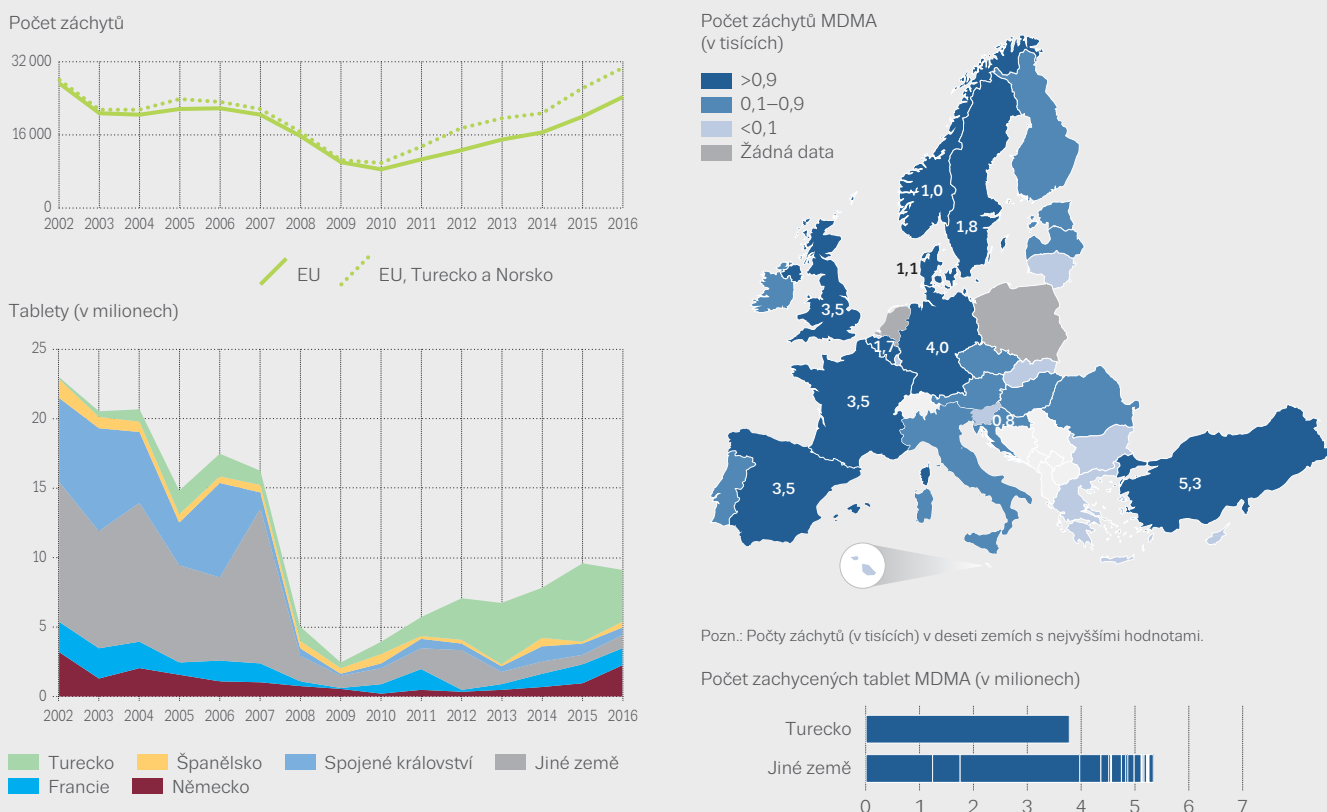 Počet záchytů
32 000
16 000
0
2002 2003 2004 2005 2006 2007 2008 2009 2010 2011 2012 2013 2014 2015 2016
EU
EU, Turecko a Norsko
Tablety (v milionech)
25
20
15
10
5
0
2002 2003 2004 2005 2006 2007 2008 2009 2010 2011 2012 2013 2014 2015 2016
Turecko
Španělsko
Spojené království
Jiné země
Francie
Německo
Počet záchytů MDMA
(v tisících)
>0,9
0,1–0,9
<0,1
Žádná data
1,0
1,8
1,1
3,5
1,7
4,0
3,5
0,8
3,5
5,3
Pozn.: Počty záchytů (v tisících) v deseti zemích s nejvyššími hodnotami.
Počet zachycených tablet MDMA (v milionech)
Turecko
Jiné země
0 1 2 3 4 5 6 7